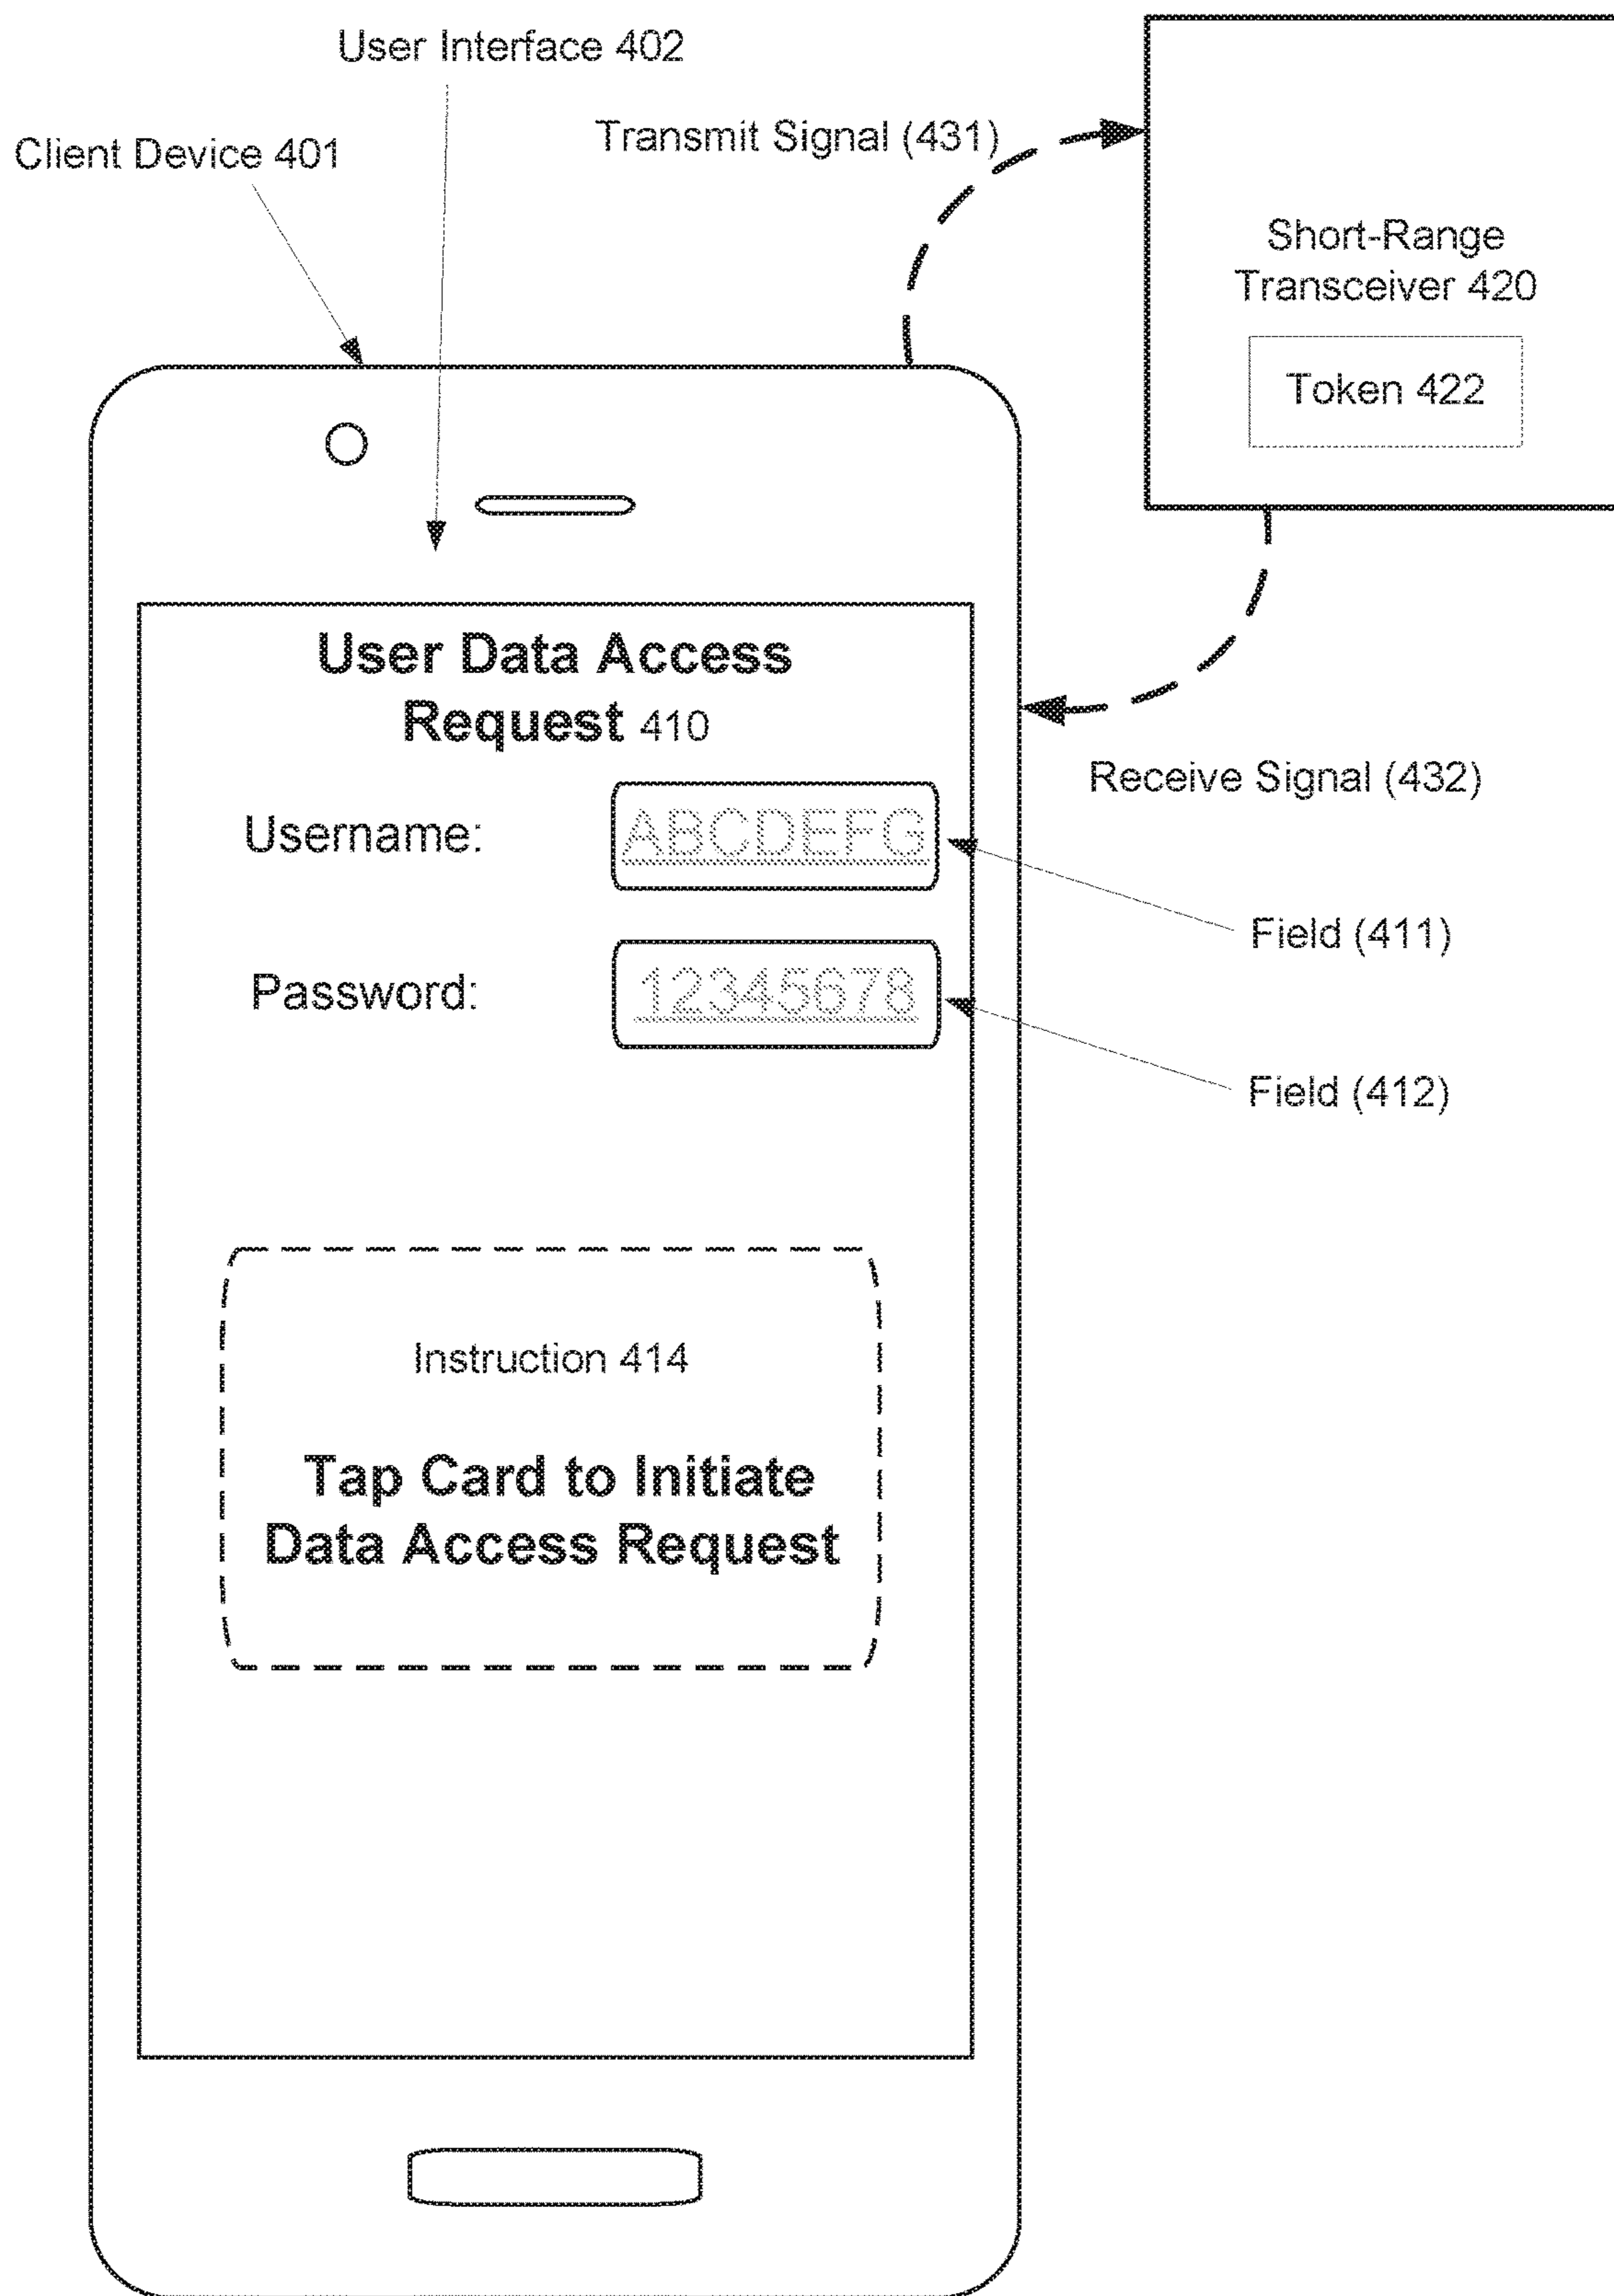 User Interface 402
Client Device 401
Transmit Signal (431)
Short-Range
Transceiver 420
Token 422
User Data Access
Request 410
Receive Signal (432)
Username:
ABCDEFG
Field (411)
Password:
12345678
Field (412)
Instruction 414
Tap Card to Initiate
Data Access Request